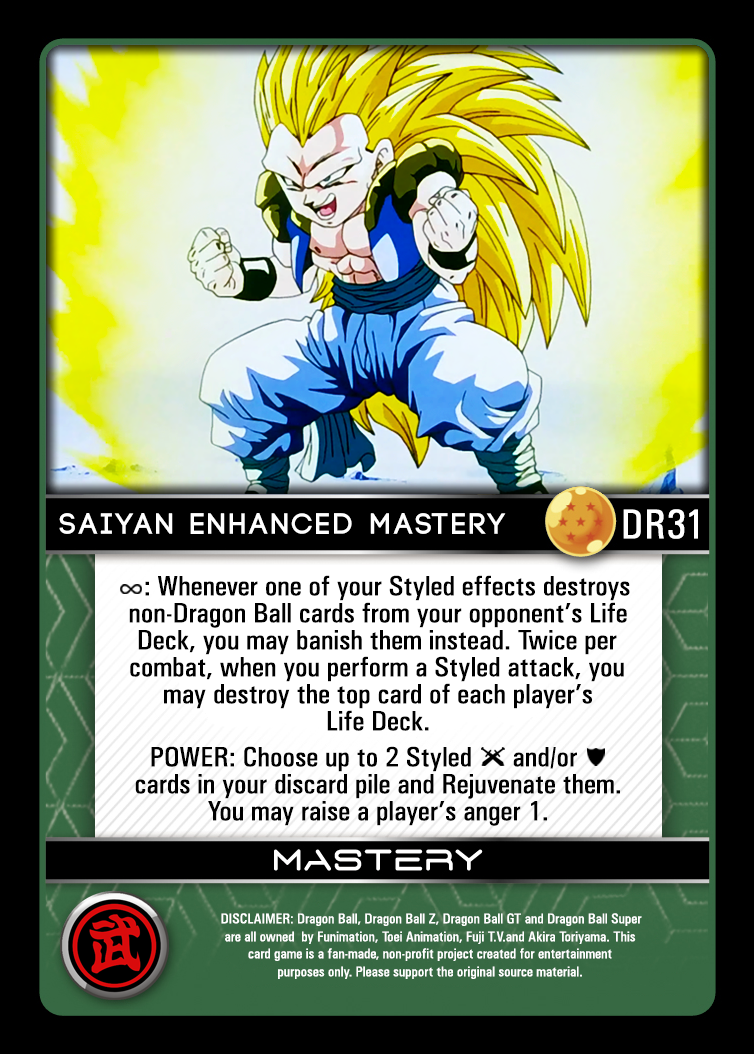 SAIYAN ENHANCED MASTERY
DR31
∞: Whenever one of your Styled effects destroys
non-Dragon Ball cards from your opponent's Life
Deck, you may banish them instead. Twice per
combat, when you perform a Styled attack, you
may destroy the top card of each player's
Life Deck.
POWER: Choose up to 2 Styled and/or
cards in your discard pile and Rejuvenate them.
You may raise a player's anger 1.
MASTERY
武
DISCLAIMER: Dragon Ball, Dragon Ball Z, Dragon Ball GT and Dragon Ball Super
are all owned by Funimation, Toei Animation, Fuji T.V.and Akira Toriyama. This
card game is a fan-made, non-profit project created for entertainment
purposes only. Please support the original source material.